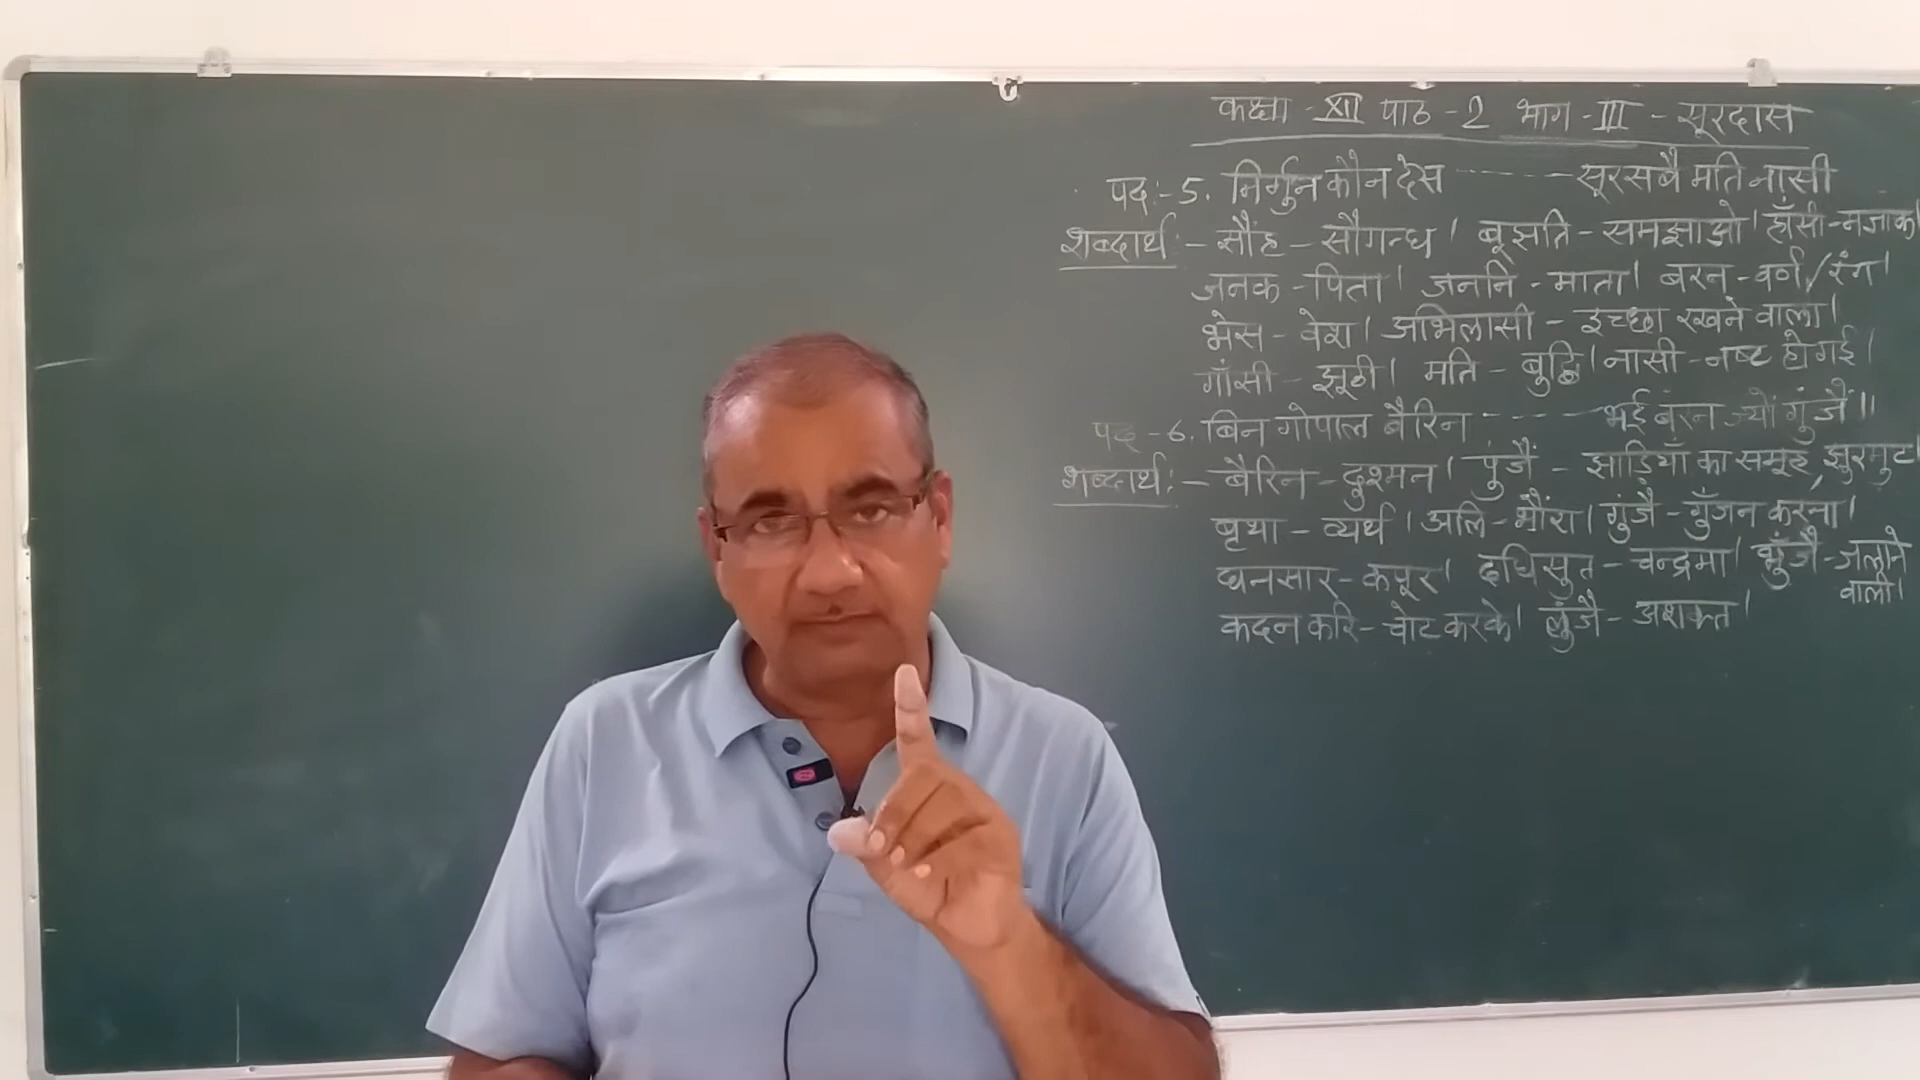 कक्षा - XII पाठ - 2 भाग - III - सूरदास
पद :- 5. निर्गुन कौन देस ------ सूर सबै मति नासी
शब्दार्थ :- सौंह - सौगन्ध। बूझति - समझाओ। हाँसी - मजाक।
जनक - पिता। जननि - माता। बरन - वर्ण / रंग।
भेस - वेश। अभिलासी - इच्छा रखने वाला।
गाँसी - झूठी। मति - बुद्धि। नासी - नष्ट हो गई।
पद - 6. बिन गोपाल बैरिन ------ भई बरन ज्यों गुंजैं॥
शब्दार्थ :- बैरिन - दुश्मन। पुंजैं - झाड़ियाँ का समूह, झुरमुट।
बृथा - व्यर्थ। अलि - भौंरा। गुंजै - गुँजन करना।
घनसार - कपूर। दधिसुत - चन्द्रमा। भुंजै - जलाने वाली।
कदन करि - चोट करके। लुंजै - अशक्त।